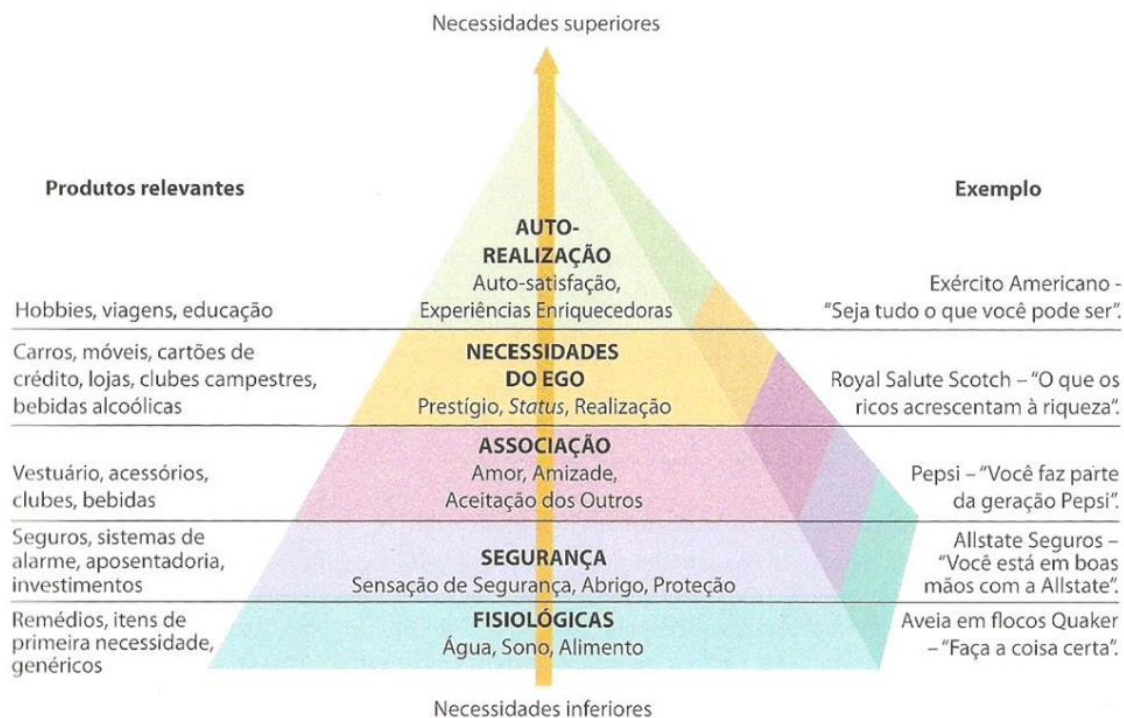 Necessidades superiores
Produtos relevantes
Exemplo
AUTO-
REALIZAÇÃO
Auto-satisfação,
Experiências Enriquecedoras
Hobbies, viagens, educação
Exército Americano -
“Seja tudo o que você pode ser”.
Carros, móveis, cartões de
crédito, lojas, clubes campestres,
bebidas alcoólicas
NECESSIDADES
DO EGO
Prestígio, Status, Realização
Royal Salute Scotch – “O que os
ricos acrescentam à riqueza”.
Vestuário, acessórios,
clubes, bebidas
ASSOCIAÇÃO
Amor, Amizade,
Aceitação dos Outros
Pepsi – “Você faz parte
da geração Pepsi”.
Seguros, sistemas de
alarme, aposentadoria,
investimentos
SEGURANÇA
Sensação de Segurança, Abrigo, Proteção
Allstate Seguros –
“Você está em boas
mãos com a Allstate”.
Remédios, itens de
primeira necessidade,
genéricos
FISIOLÓGICAS
Água, Sono, Alimento
Aveia em flocos Quaker
– “Faça a coisa certa”.
Necessidades inferiores